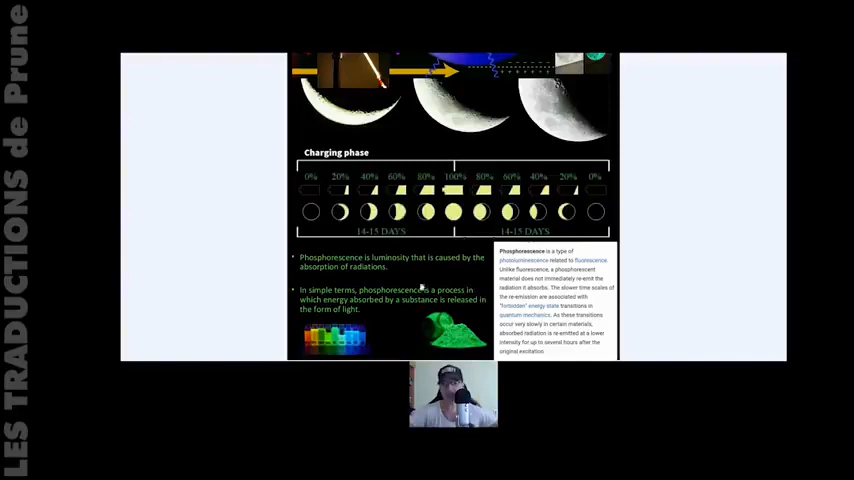 LES TRADUCTIONS de Prune
Charging phase
0% 20% 40% 60% 80% 100% 80% 60% 40% 20% 0%
14-15 DAYS 14-15 DAYS
• Phosphorescence is luminosity that is caused by the
absorption of radiations.
• In simple terms, phosphorescence is a process in
which energy absorbed by a substance is released in
the form of light.
Phosphorescence is a type of
photoluminescence related to fluorescence.
Unlike fluorescence, a phosphorescent
material does not immediately re-emit the
radiation it absorbs. The slower time scales of
the re-emission are associated with
"forbidden" energy state transitions in
quantum mechanics. As these transitions
occur very slowly in certain materials,
absorbed radiation is re-emitted at a lower
intensity for up to several hours after the
original excitation